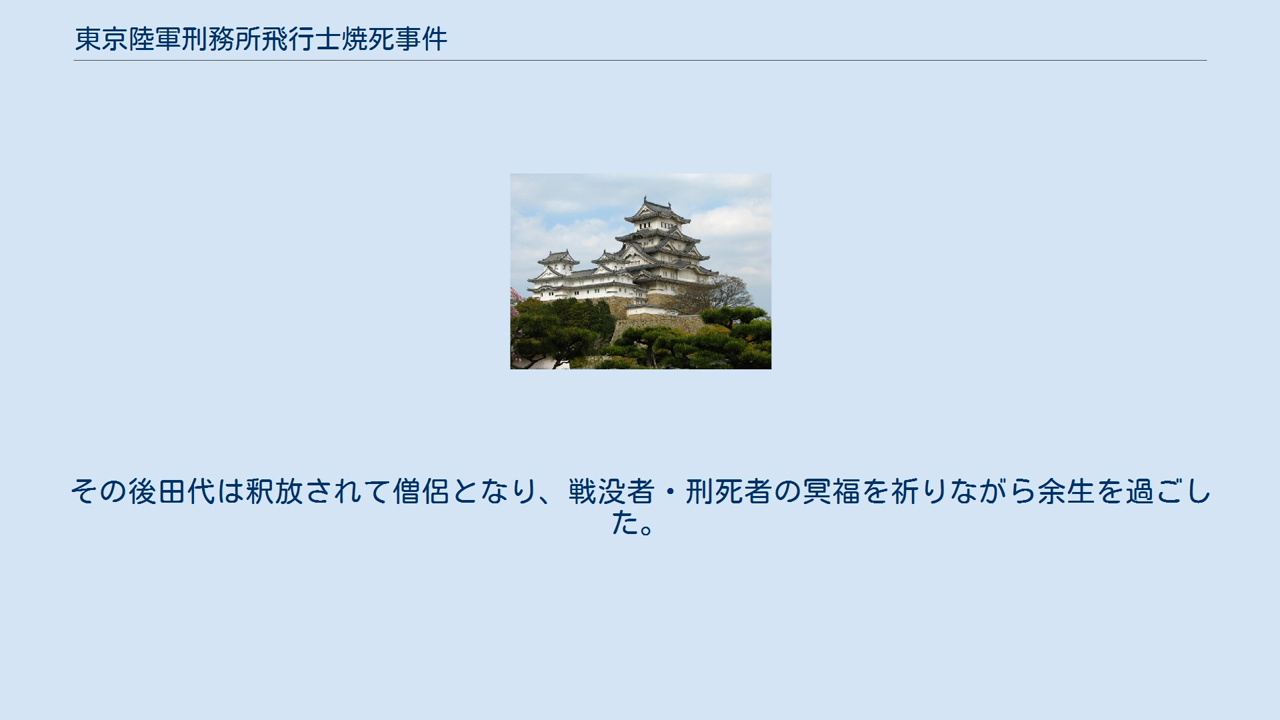 東京陸軍刑務所飛行士焼死事件
その後田代は釈放されて僧侶となり、戦没者・刑死者の冥福を祈りながら余生を過ごし
た。